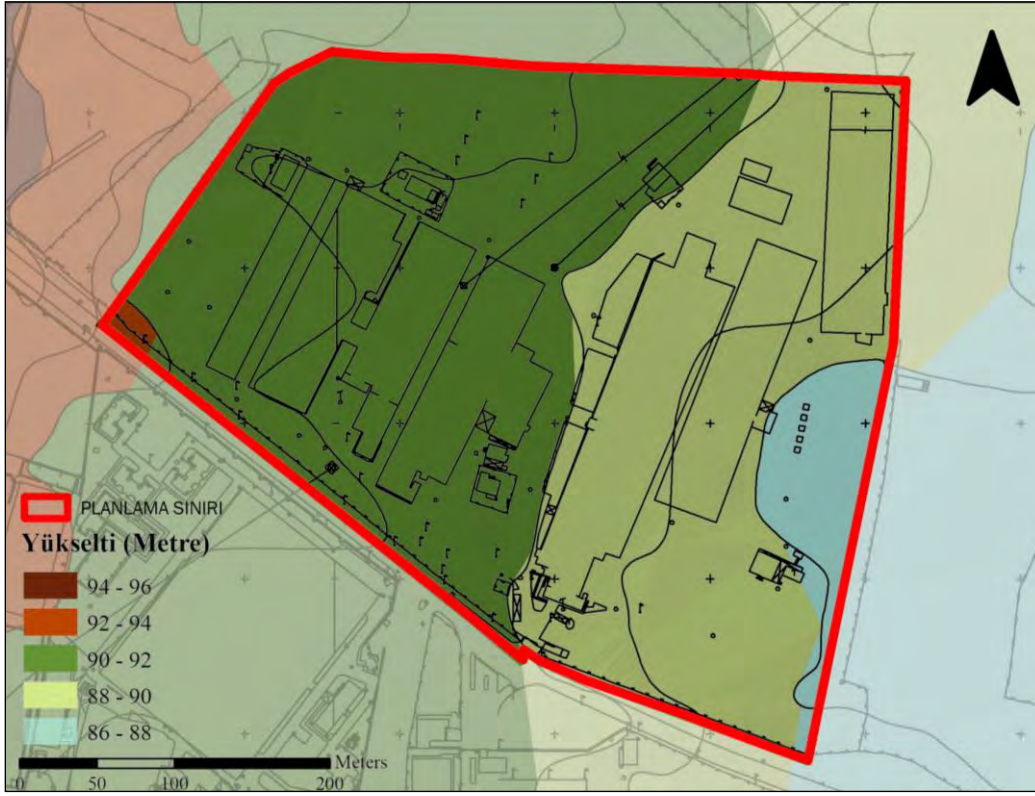 PLANLAMA SINIRI
Yükselti (Metre)
94 - 96
92 - 94
90 - 92
88 - 90
86 - 88
Meters
0 50 100 200